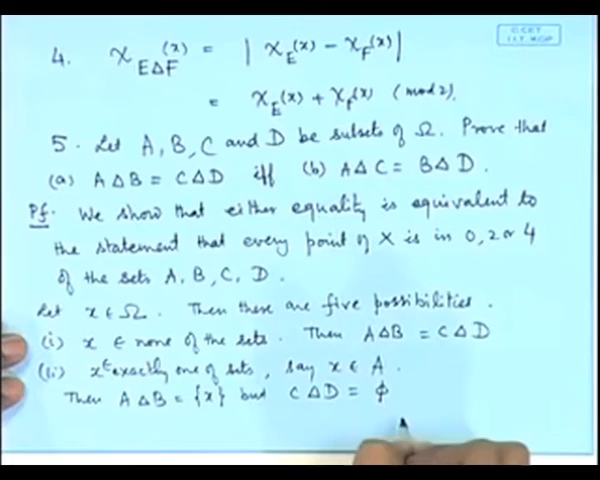 C.CET
I.I.T. KGP
4. χ_{EΔF}(x) = | χ_E(x) − χ_F(x) |
= χ_E(x) + χ_F(x) (mod 2).
5. Let A, B, C and D be subsets of Ω. Prove that
(a) A Δ B = C Δ D iff (b) A Δ C = B Δ D.
Pf. We show that either equality is equivalent to
the statement that every point of X is in 0, 2 or 4
of the sets A, B, C, D.
Let x ∈ Ω. Then there are five possibilities.
(i) x ∈ none of the sets. Then A Δ B = C Δ D
(ii) x ∈ exactly one of sets, say x ∈ A.
Then A Δ B = {x} but C Δ D = ϕ